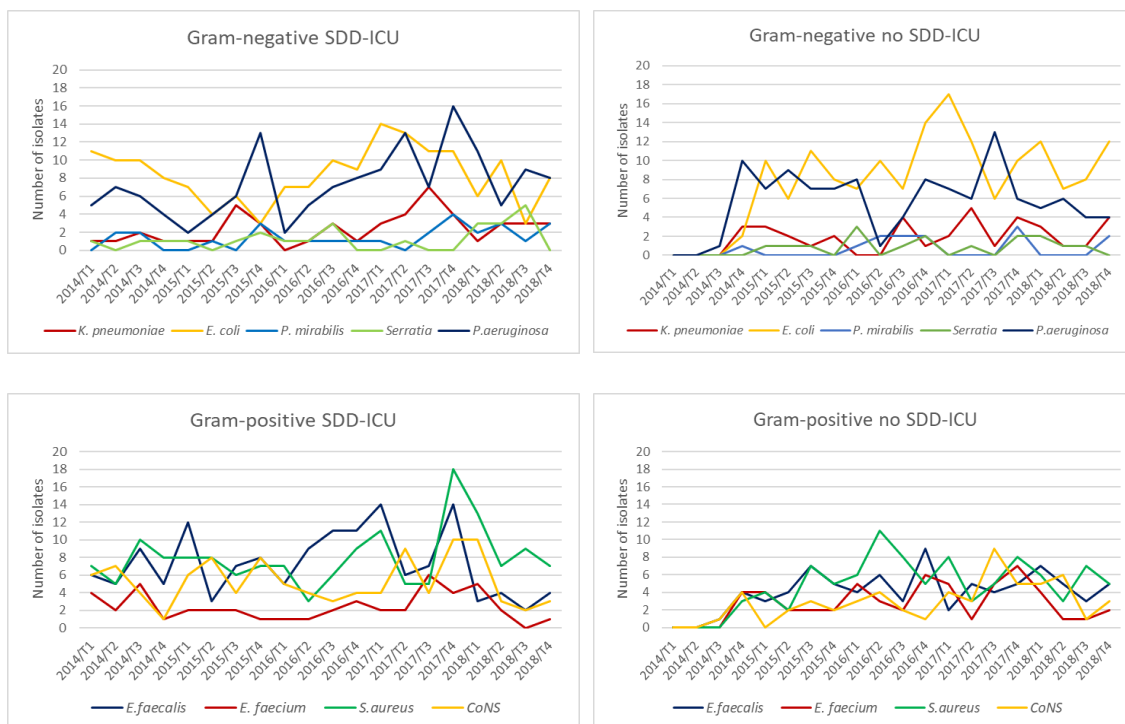 Gram-negative SDD-ICU
Number of isolates
20
18
16
14
12
10
8
6
4
2
0
2014/T1 2014/T2 2014/T3 2014/T4 2015/T1 2015/T2 2015/T3 2015/T4 2016/T1 2016/T2 2016/T3 2016/T4 2017/T1 2017/T2 2017/T3 2017/T4 2018/T1 2018/T2 2018/T3 2018/T4
K. pneumoniae E. coli P. mirabilis Serratia P.aeruginosa
Gram-negative no SDD-ICU
Number of isolates
20
18
16
14
12
10
8
6
4
2
0
2014/T1 2014/T2 2014/T3 2014/T4 2015/T1 2015/T2 2015/T3 2015/T4 2016/T1 2016/T2 2016/T3 2016/T4 2017/T1 2017/T2 2017/T3 2017/T4 2018/T1 2018/T2 2018/T3 2018/T4
K. pneumoniae E. coli P. mirabilis Serratia P.aeruginosa
Gram-positive SDD-ICU
Number of isolates
20
18
16
14
12
10
8
6
4
2
0
2014/T1 2014/T2 2014/T3 2014/T4 2015/T1 2015/T2 2015/T3 2015/T4 2016/T1 2016/T2 2016/T3 2016/T4 2017/T1 2017/T2 2017/T3 2017/T4 2018/T1 2018/T2 2018/T3 2018/T4
E.faecalis E. faecium S.aureus CoNS
Gram-positive no SDD-ICU
Number of isolates
20
18
16
14
12
10
8
6
4
2
0
2014/T1 2014/T2 2014/T3 2014/T4 2015/T1 2015/T2 2015/T3 2015/T4 2016/T1 2016/T2 2016/T3 2016/T4 2017/T1 2017/T2 2017/T3 2017/T4 2018/T1 2018/T2 2018/T3 2018/T4
E.faecalis E. faecium S.aureus CoNS